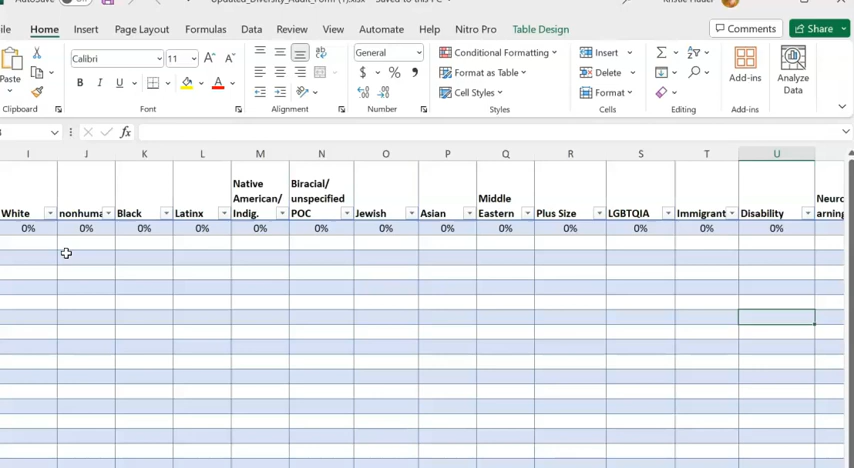 AutoSave Off Updated_Diversity_Audit_Form (1).xlsx - Saved to this PC
File Home Insert Page Layout Formulas Data Review View Automate Help Nitro Pro Table Design Comments Share
Paste
Clipboard
Calibri 11
B I U
Font
Alignment
General
$ % 9
Number
Conditional Formatting
Format as Table
Cell Styles
Styles
Insert
Delete
Format
Cells
Editing
Add-ins
Add-ins
Analyze
Data
fx
I J K L M N O P Q R S T U
White
nonhuma
Black
Latinx
Native
American/
Indig.
Biracial/
unspecified
POC
Jewish
Asian
Middle
Eastern
Plus Size
LGBTQIA
Immigrant
Disability
Neuro
arning
0% 0% 0% 0% 0% 0% 0% 0% 0% 0% 0% 0% 0%